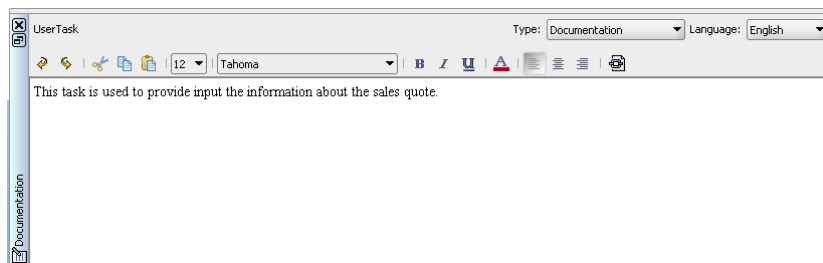 UserTask Type: Documentation Language: English
12 Tahoma B I U A
This task is used to provide input the information about the sales quote.
Documentation